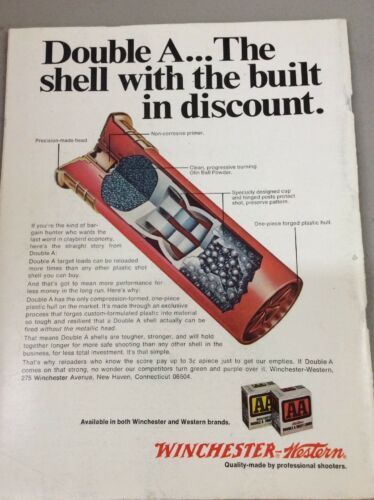 Double A...The
shell with the built
in discount.
Non-corrosive primer.
Precision-made head.
Clean, progressive burning
Olin Ball Powder.
Specially designed cup
and hinged posts protect
shot, preserve pattern.
One-piece forged plastic hull.
If you're the kind of bar-
gain hunter who wants the
last word in claybird economy,
here's the straight story from
Double A:
Double A target loads can be reloaded
more times than any other plastic shot
shell you can buy.
And that's got to mean more performance for
less money in the long run. Here's why:
Double A has the only compression-formed, one-piece
plastic hull on the market. It's made through an exclusive
process that forges custom-formulated plastic into material
so tough and resilient that a Double A shell actually can be
fired without the metallic head.
That means Double A shells are tougher, stronger, and will hold
together longer for more safe shooting than any other shell in the
business, for less total investment. It's that simple.
That's why reloaders who know the score pay up to 3¢ apiece just to get our empties. If Double A
comes on that strong, no wonder our competitors turn green and purple over it. Winchester-Western,
275 Winchester Avenue, New Haven, Connecticut 06504.
Available in both Winchester and Western brands.
AA
AA
WINCHESTER-Western
Quality-made by professional shooters.